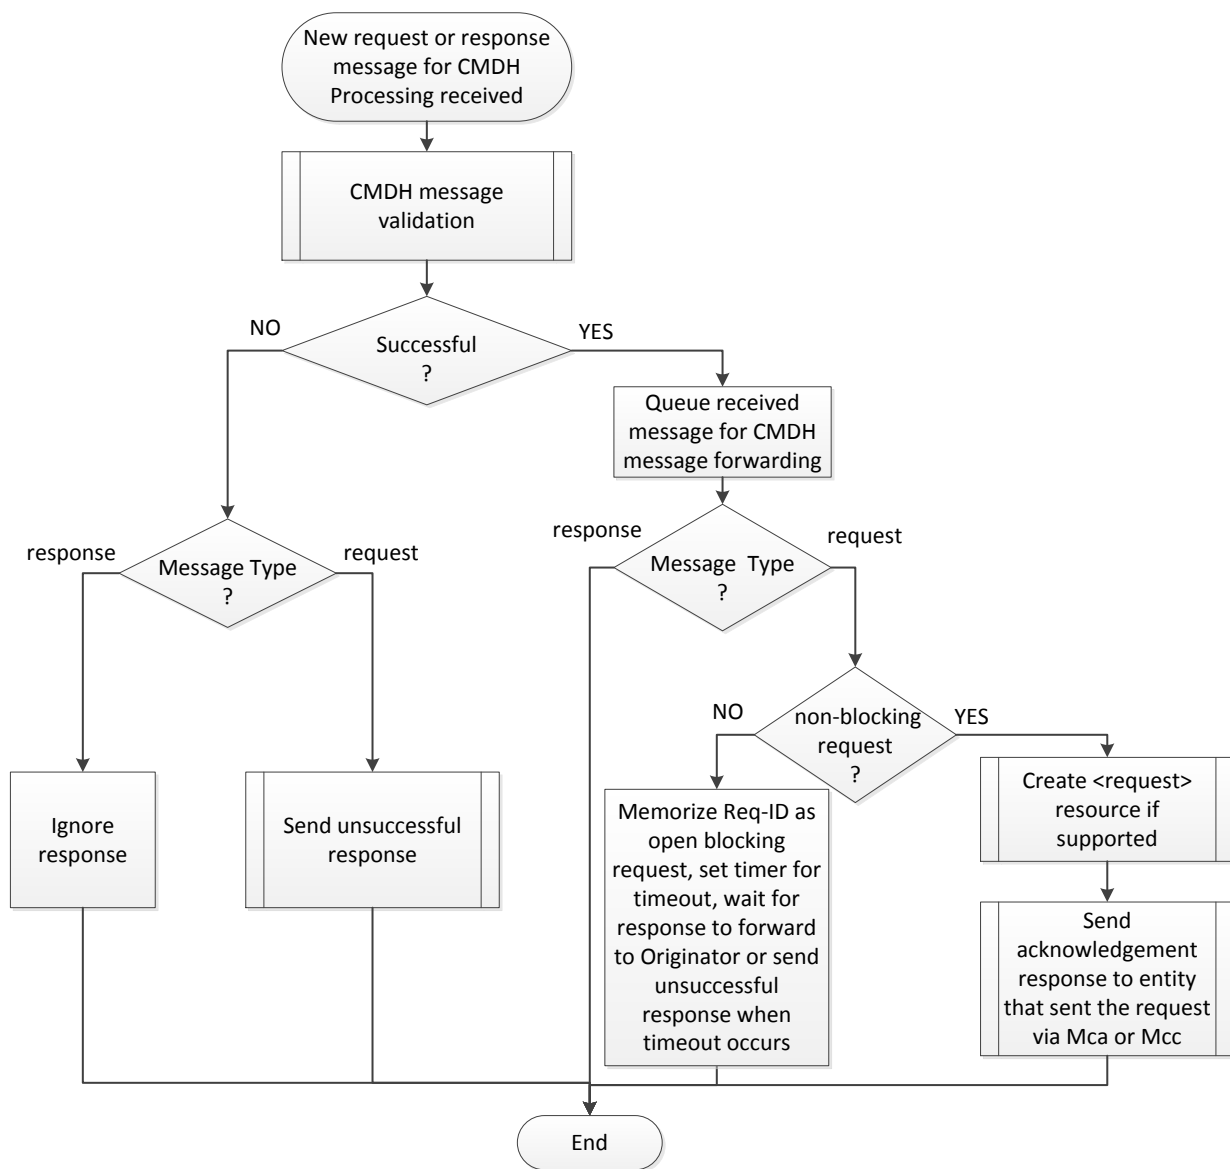 New request or response
message for CMDH
Processing received
CMDH message
validation
NO
YES
Successful
?
Queue received
message for CMDH
message forwarding
response
request
Message Type
?
response
request
Message  Type
?
NO
YES
non-blocking
request
?
Ignore
response
Send unsuccessful
response
Memorize Req-ID as
open blocking
request, set timer for
timeout, wait for
response to forward
to Originator or send
unsuccessful
response when
timeout occurs
Create <request>
resource if
supported
Send
acknowledgement
response to entity
that sent the request
via Mca or Mcc
End